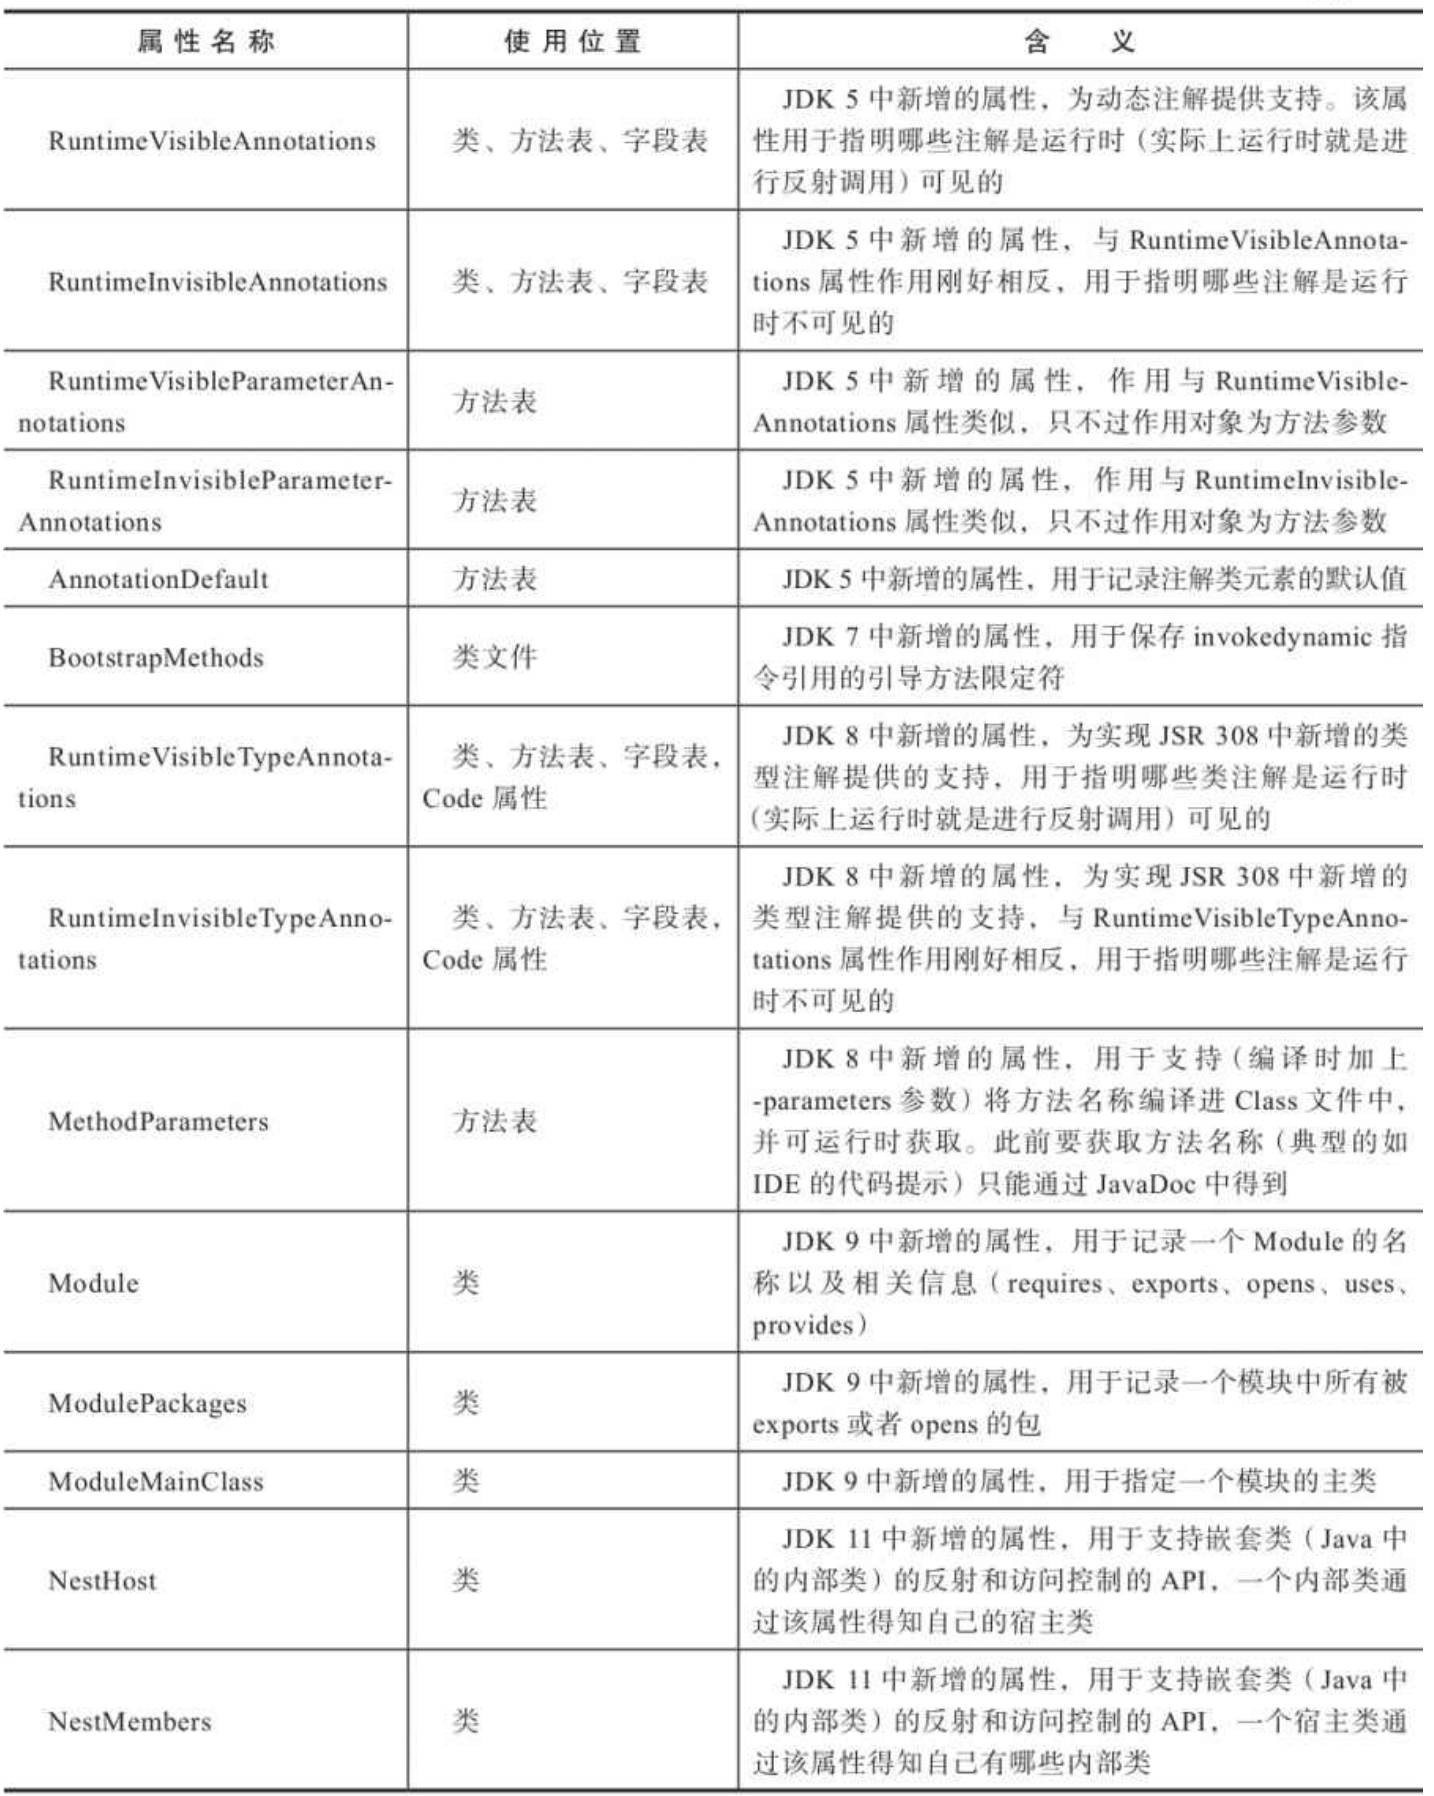 属性名称 使用位置 含义
RuntimeVisibleAnnotations
类、方法表、字段表
JDK 5 中新增的属性，为动态注解提供支持。该属
性用于指明哪些注解是运行时（实际上运行时就是进
行反射调用）可见的
RuntimeInvisibleAnnotations
类、方法表、字段表
JDK 5 中新增的属性，与 RuntimeVisibleAnnota-
tions 属性作用刚好相反，用于指明哪些注解是运行
时不可见的
RuntimeVisibleParameterAn-
notations
方法表
JDK 5 中新增的属性，作用与 RuntimeVisible-
Annotations 属性类似，只不过作用对象为方法参数
RuntimeInvisibleParameter-
Annotations
方法表
JDK 5 中新增的属性，作用与 RuntimeInvisible-
Annotations 属性类似，只不过作用对象为方法参数
AnnotationDefault
方法表
JDK 5 中新增的属性，用于记录注解类元素的默认值
BootstrapMethods
类文件
JDK 7 中新增的属性，用于保存 invokedynamic 指
令引用的引导方法限定符
RuntimeVisibleTypeAnnota-
tions
类、方法表、字段表，
Code 属性
JDK 8 中新增的属性，为实现 JSR 308 中新增的类
型注解提供的支持，用于指明哪些类注解是运行时
（实际上运行时就是进行反射调用）可见的
RuntimeInvisibleTypeAnno-
tations
类、方法表、字段表，
Code 属性
JDK 8 中新增的属性，为实现 JSR 308 中新增的
类型注解提供的支持，与 RuntimeVisibleTypeAnno-
tations 属性作用刚好相反，用于指明哪些注解是运行
时不可见的
MethodParameters
方法表
JDK 8 中新增的属性，用于支持（编译时加上
-parameters 参数）将方法名称编译进 Class 文件中，
并可运行时获取。此前要获取方法名称（典型的如
IDE 的代码提示）只能通过 JavaDoc 中得到
Module
类
JDK 9 中新增的属性，用于记录一个 Module 的名
称以及相关信息（requires、exports、opens、uses、
provides）
ModulePackages
类
JDK 9 中新增的属性，用于记录一个模块中所有被
exports 或者 opens 的包
ModuleMainClass
类
JDK 9 中新增的属性，用于指定一个模块的主类
NestHost
类
JDK 11 中新增的属性，用于支持嵌套类（Java 中
的内部类）的反射和访问控制的 API，一个内部类通
过该属性得知自己的宿主类
NestMembers
类
JDK 11 中新增的属性，用于支持嵌套类（Java 中
的内部类）的反射和访问控制的 API，一个宿主类通
过该属性得知自己有哪些内部类